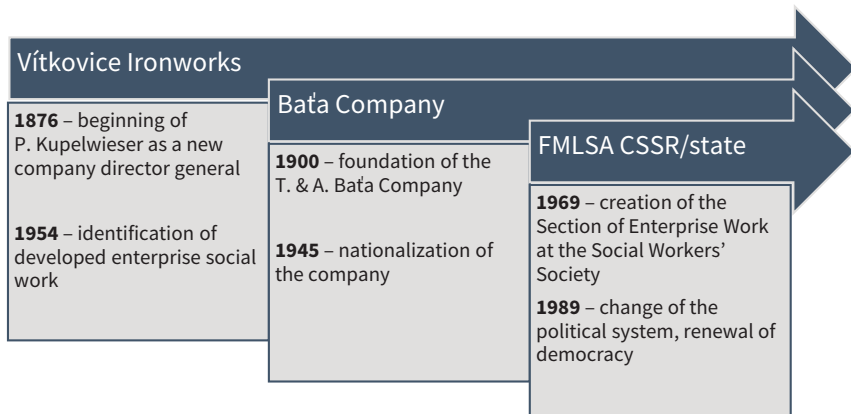 Vítkovice Ironworks
1876 – beginning of
P. Kupelwieser as a new
company director general
1954 – identification of
developed enterprise social
work
Baťa Company
1900 – foundation of the
T. & A. Baťa Company
1945 – nationalization of
the company
FMLSA CSSR/state
1969 – creation of the
Section of Enterprise Work
at the Social Workers’
Society
1989 – change of the
political system, renewal of
democracy